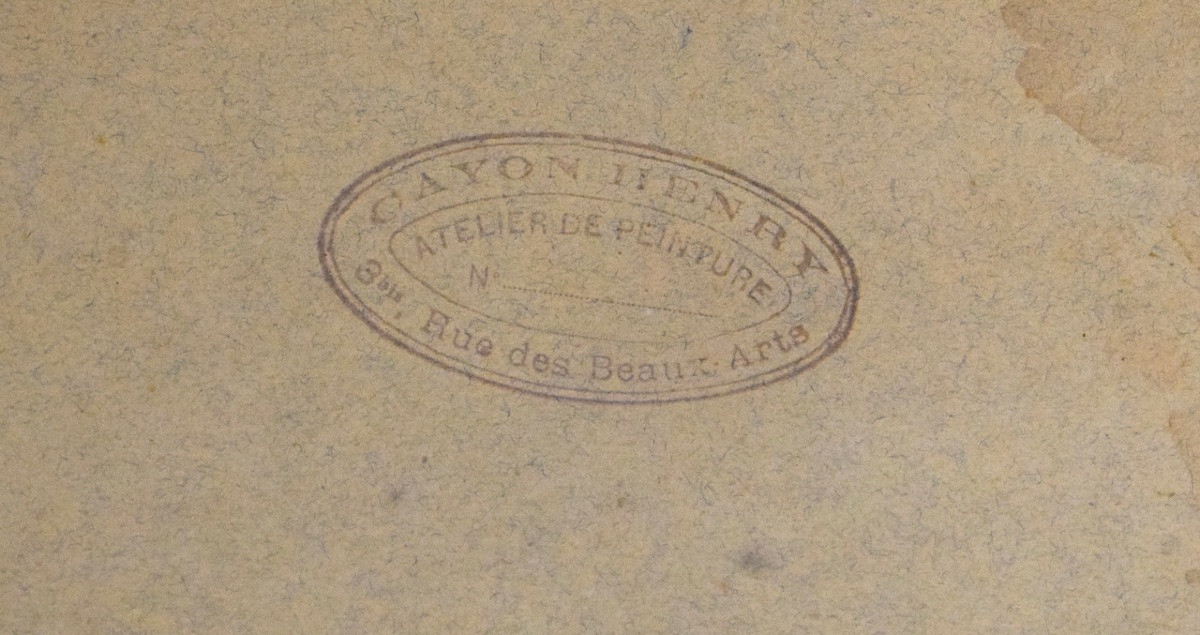 CAYON HENRY
ATELIER DE PEINTURE
N°
3bis, Rue des Beaux-Arts